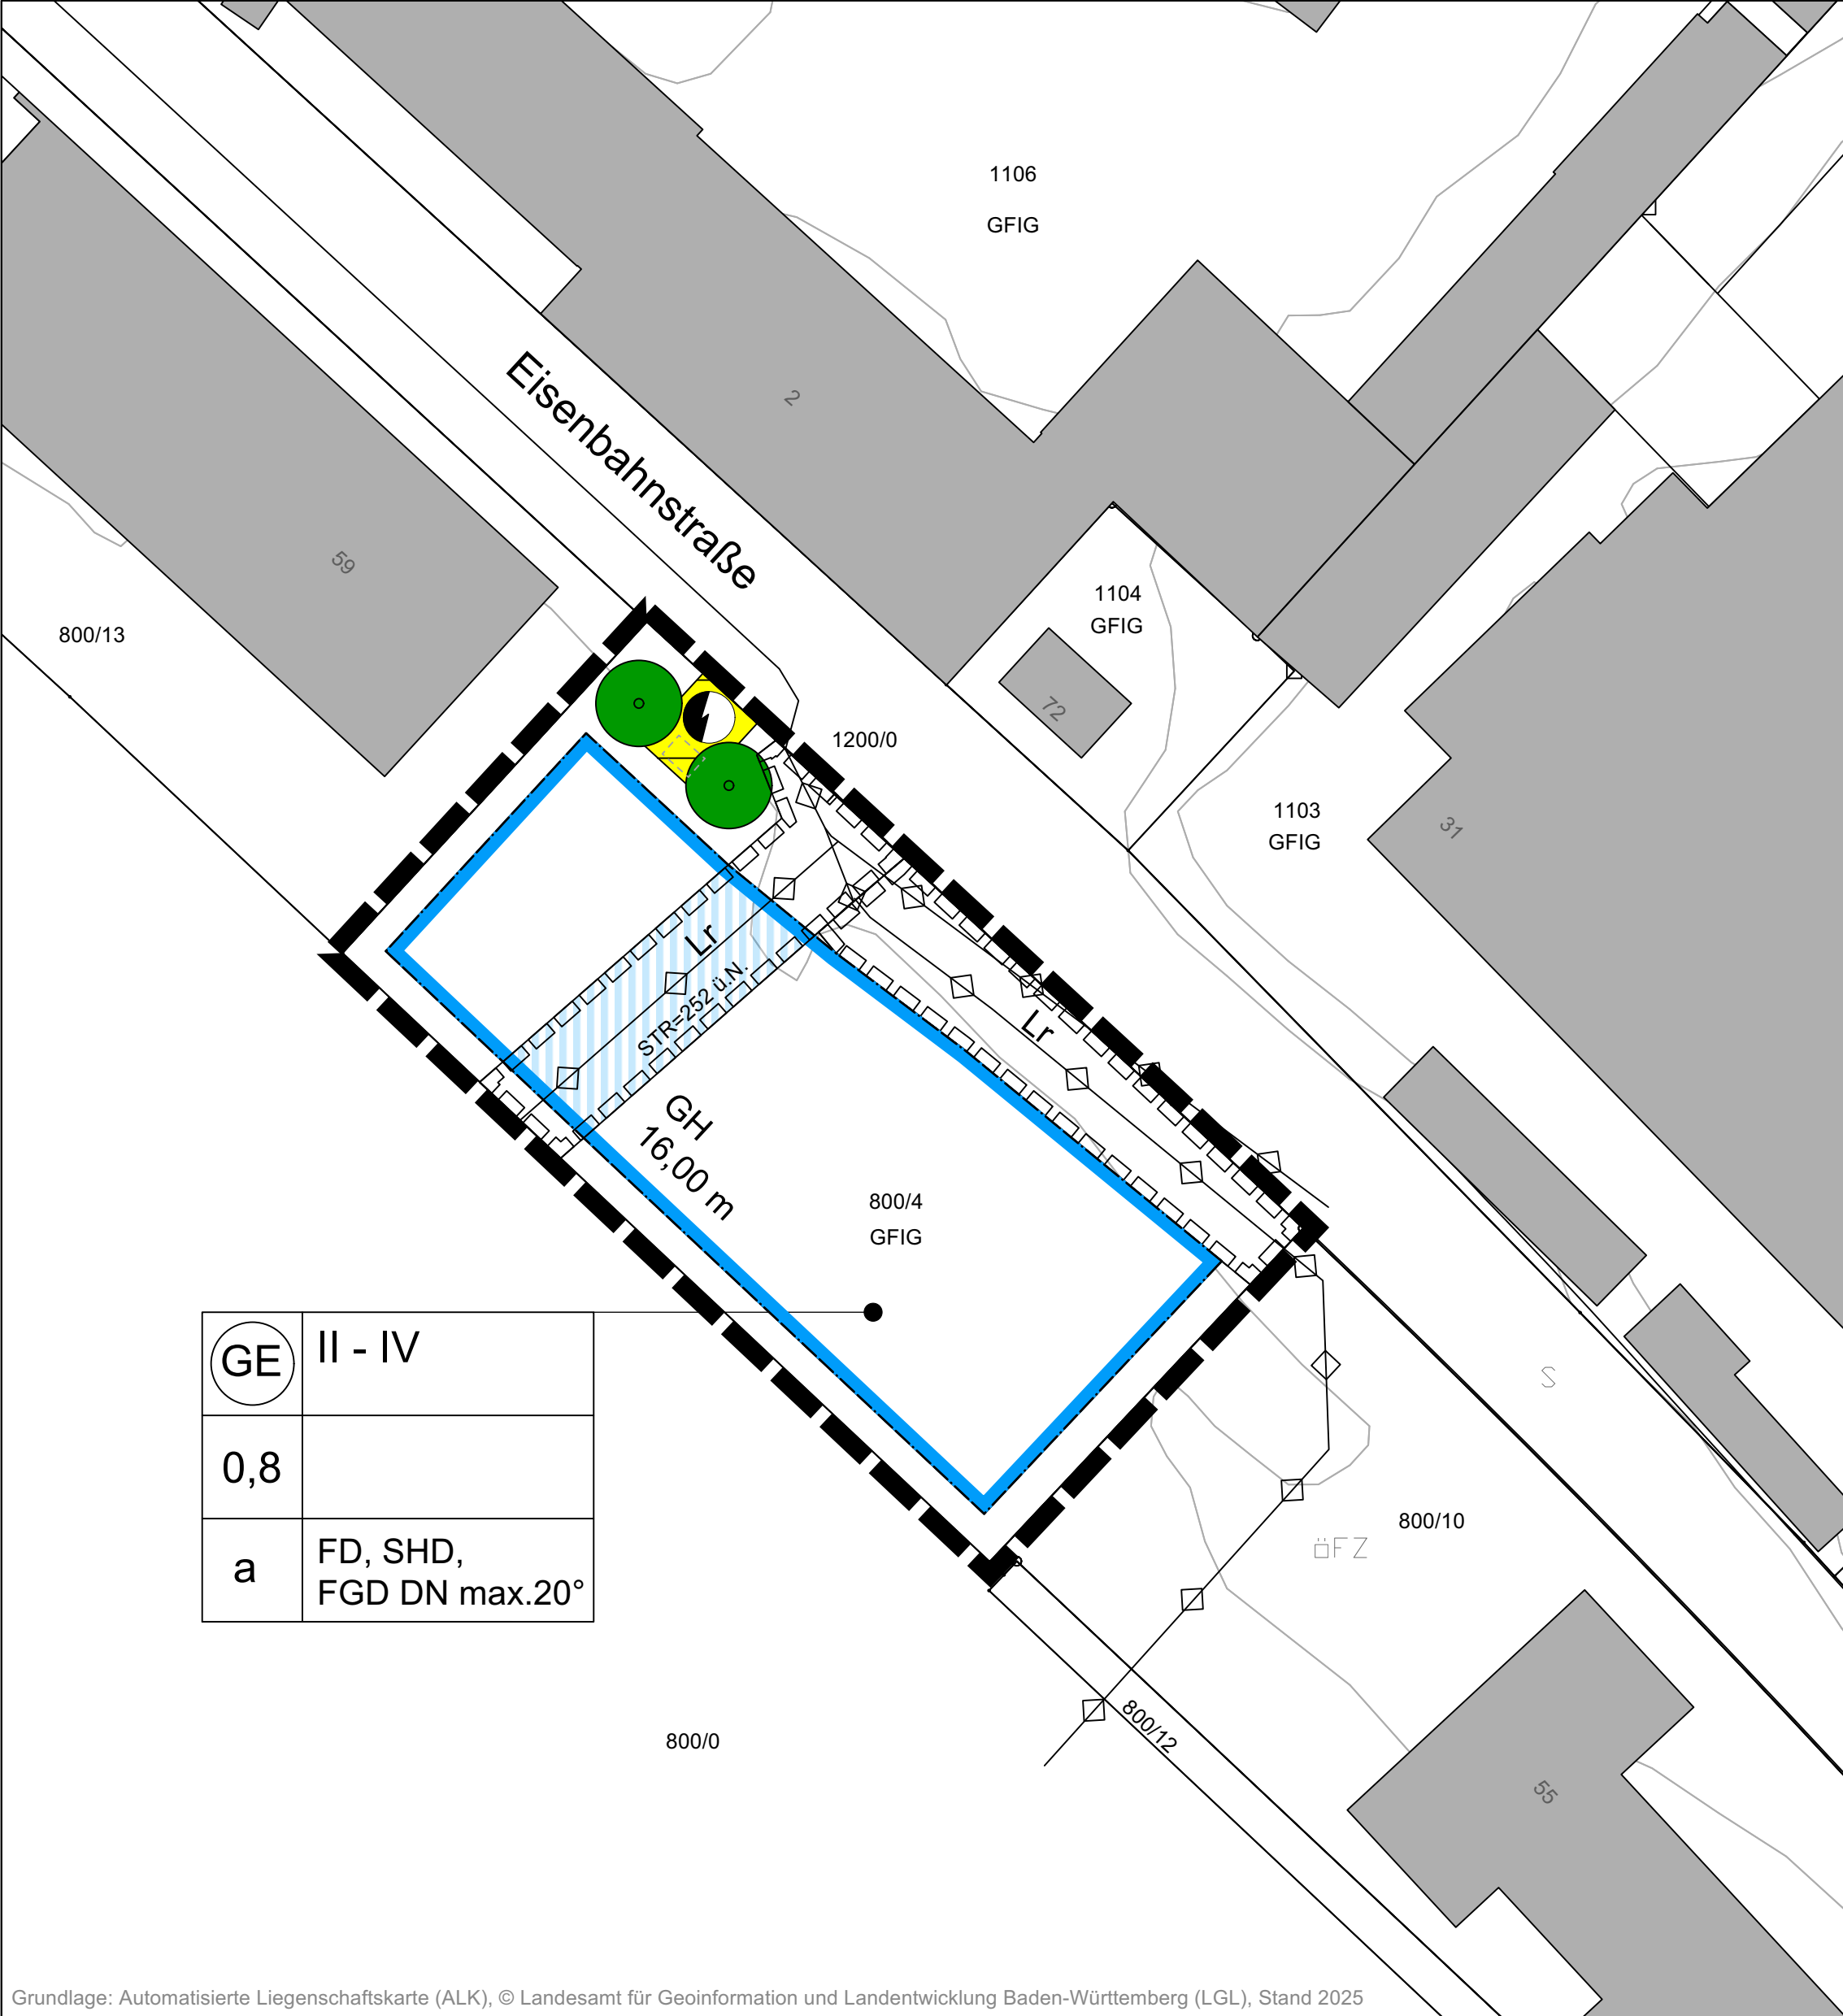 1106
GFIG
2
Eisenbahnstraße
59
1104
GFIG
800/13
72
1200/0
1103
GFIG
31
Lr
STR=252 ü.N.
Lr
GH
16,00 m
800/4
GFIG
GE
II - IV
0,8
a
FD, SHD,
FGD DN max.20°
S
800/10
öFZ
800/12
800/0
55
Grundlage: Automatisierte Liegenschaftskarte (ALK), © Landesamt für Geoinformation und Landentwicklung Baden-Württemberg (LGL), Stand 2025